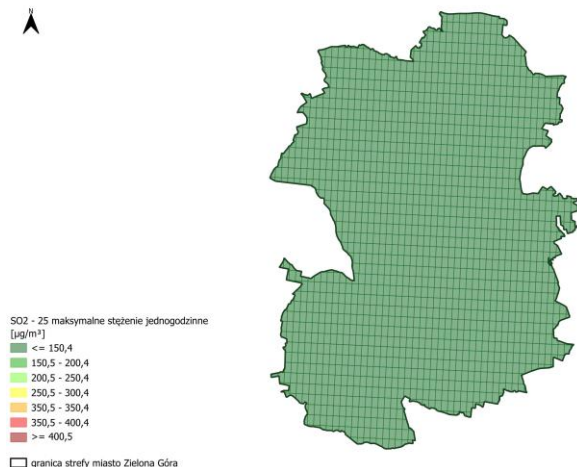 N
SO2 - 25 maksymalne stężenie jednogodzinne
[µg/m³]
<= 150,4
150,5 - 200,4
200,5 - 250,4
250,5 - 300,4
350,5 - 350,4
350,5 - 400,4
>= 400,5
granica strefy miasto Zielona Góra